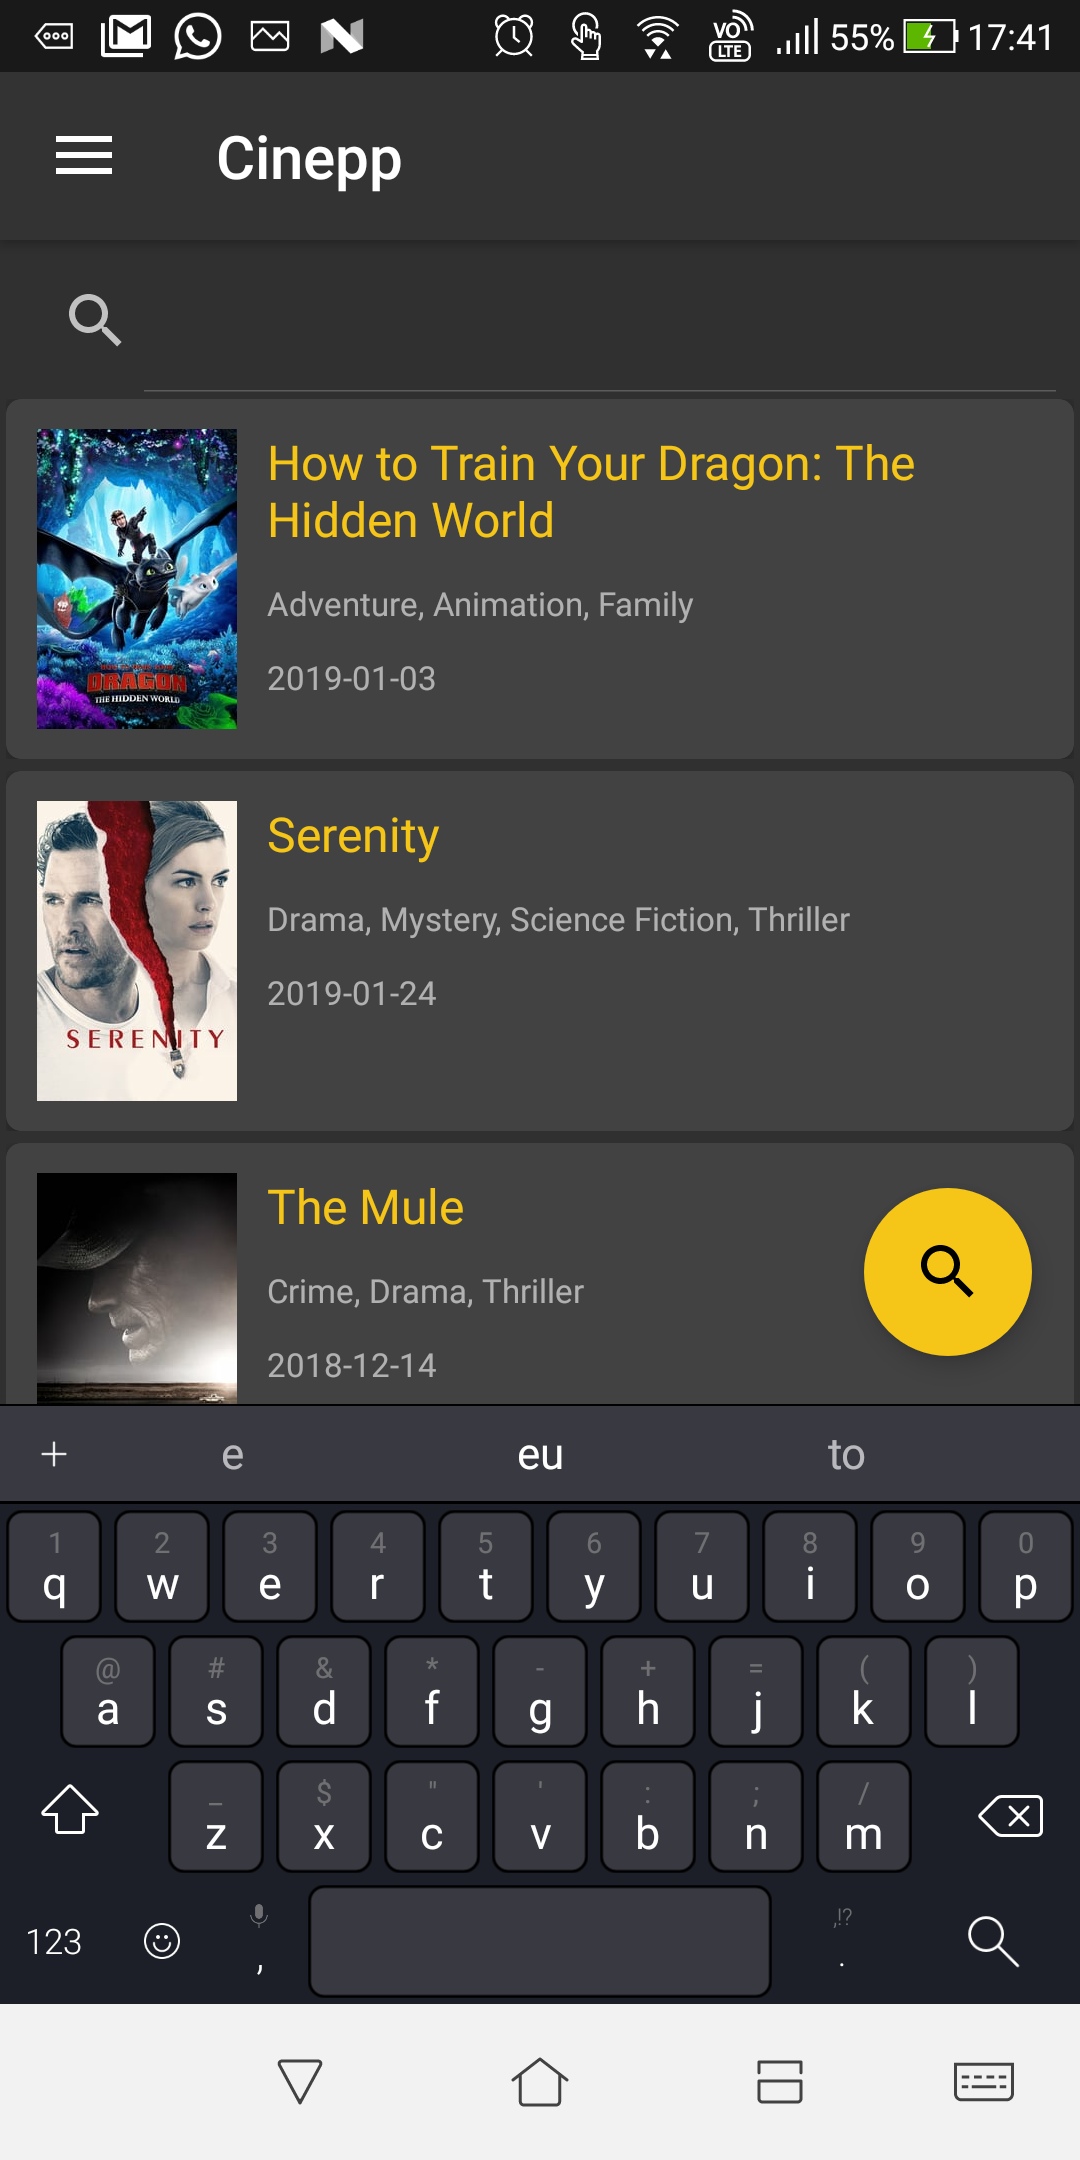 VO LTE 55% 17:41
Cinepp
How to Train Your Dragon: The
Hidden World
Adventure, Animation, Family
2019-01-03
DRAGON
THE HIDDEN WORLD
Serenity
Drama, Mystery, Science Fiction, Thriller
2019-01-24
SERENITY
The Mule
Crime, Drama, Thriller
2018-12-14
+ e eu to
1 2 3 4 5 6 7 8 9 0
q w e r t y u i o p
@ # & * - + = ( )
a s d f g h j k l
_ $ " ' : ; /
z x c v b n m
,!?
123 , .